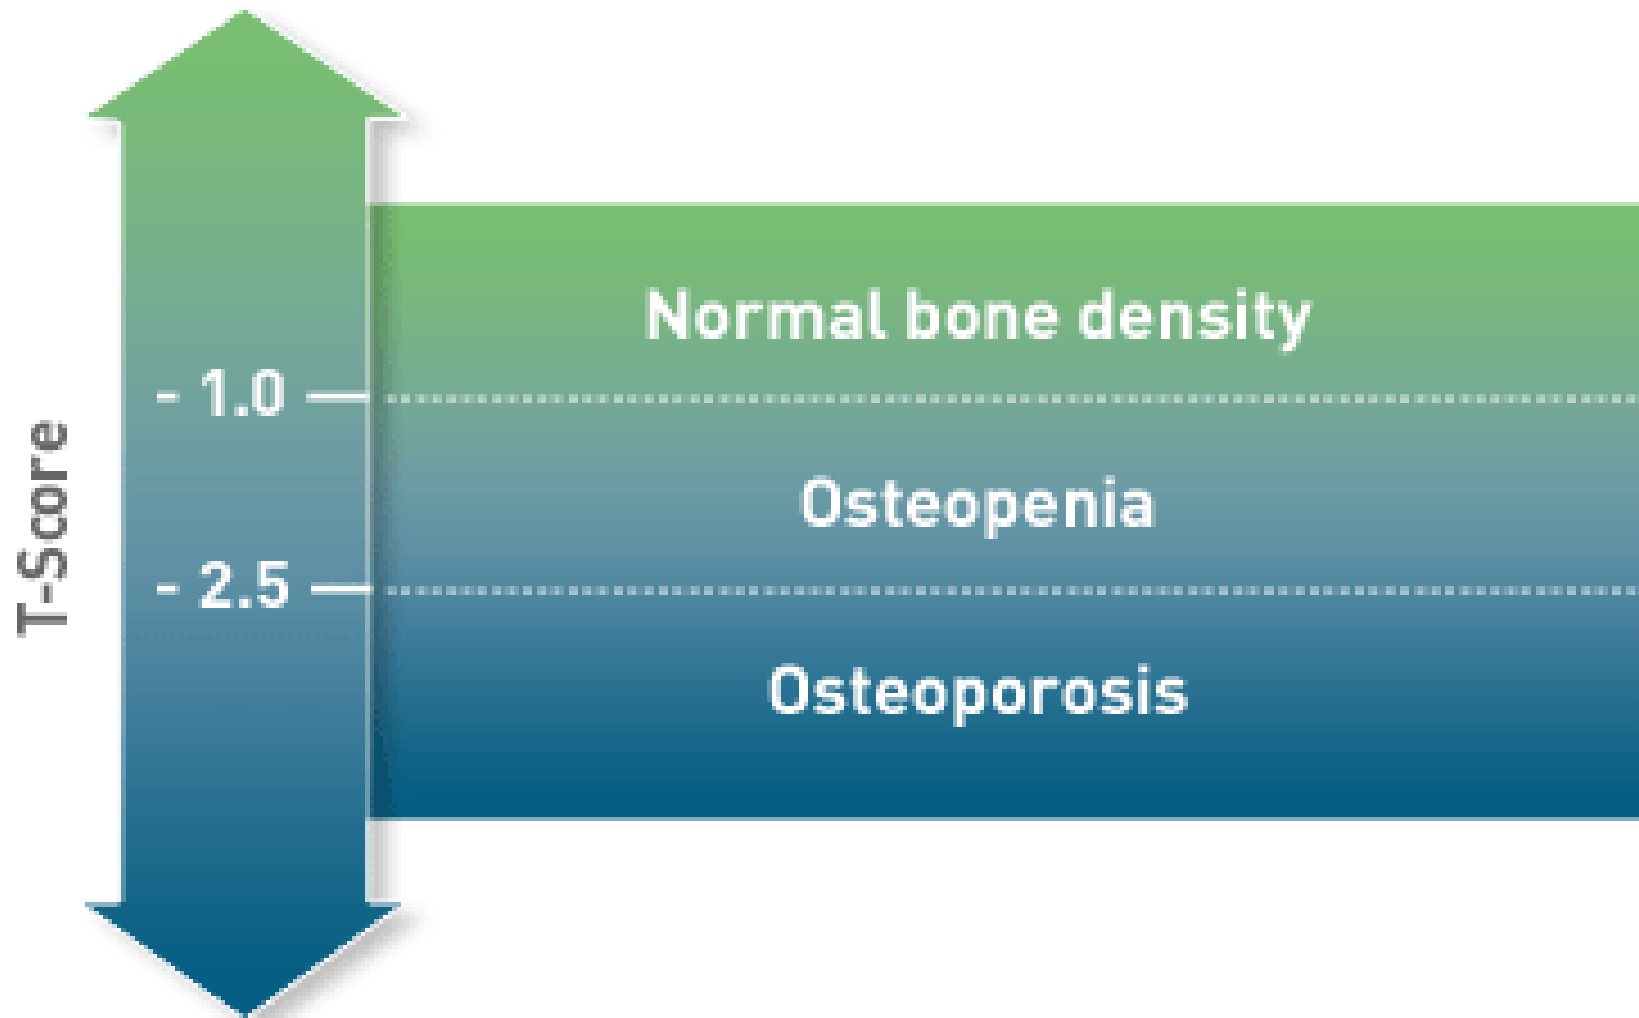 T-Score
Normal bone density
- 1.0
Osteopenia
- 2.5
Osteoporosis